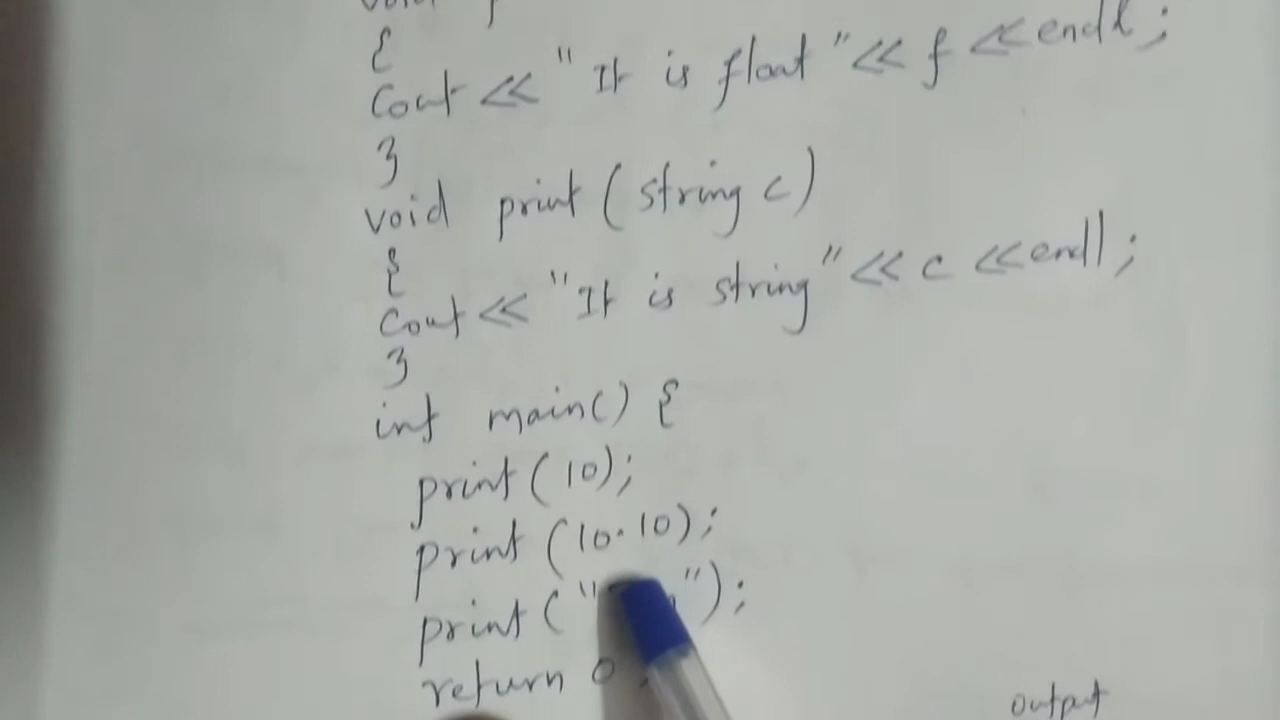 void
{
cout << "It is float" << f << endl;
}
void print (string c)
{
cout << "It is string" << c << endl;
}
int main() {
print (10);
print (10.10);
print (" ");
return 0
output